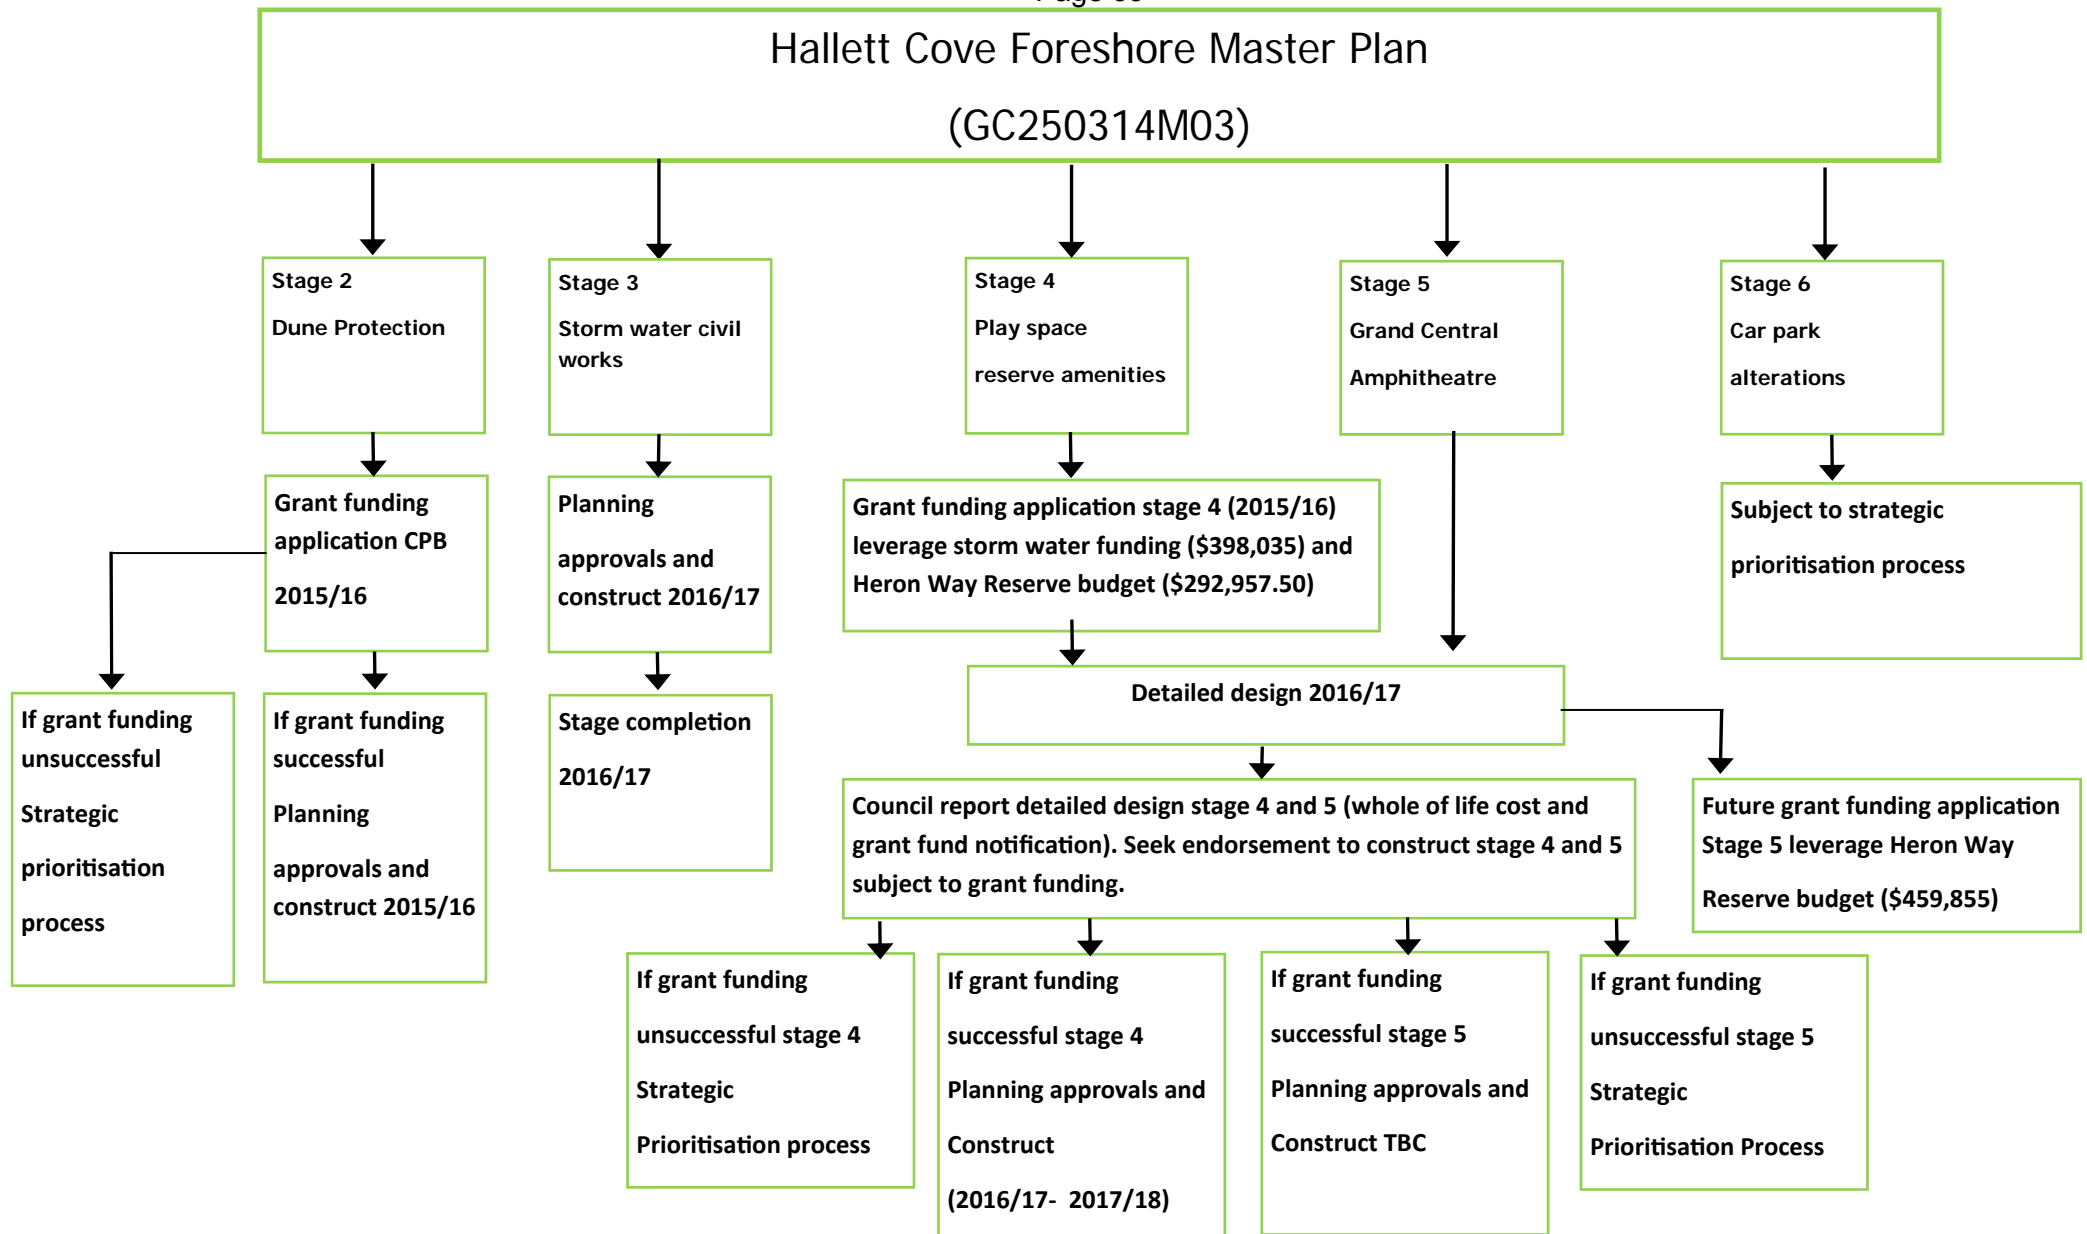 Hallett Cove Foreshore Master Plan
(GC250314M03)
Stage 2
Dune Protection
Stage 3
Storm water civil
works
Stage 4
Play space
reserve amenities
Stage 5
Grand Central
Amphitheatre
Stage 6
Car park
alterations
Grant funding
application CPB
2015/16
Planning
approvals and
construct 2016/17
Grant funding application stage 4 (2015/16)
leverage storm water funding ($398,035) and
Heron Way Reserve budget ($292,957.50)
Subject to strategic
prioritisation process
If grant funding
unsuccessful
Strategic
prioritisation
process
If grant funding
successful
Planning
approvals and
construct 2015/16
Stage completion
2016/17
Detailed design 2016/17
Council report detailed design stage 4 and 5 (whole of life cost and
grant fund notification). Seek endorsement to construct stage 4 and 5
subject to grant funding.
Future grant funding application
Stage 5 leverage Heron Way
Reserve budget ($459,855)
If grant funding
unsuccessful stage 4
Strategic
Prioritisation process
If grant funding
successful stage 4
Planning approvals and
Construct
(2016/17-  2017/18)
If grant funding
successful stage 5
Planning approvals and
Construct TBC
If grant funding
unsuccessful stage 5
Strategic
Prioritisation Process